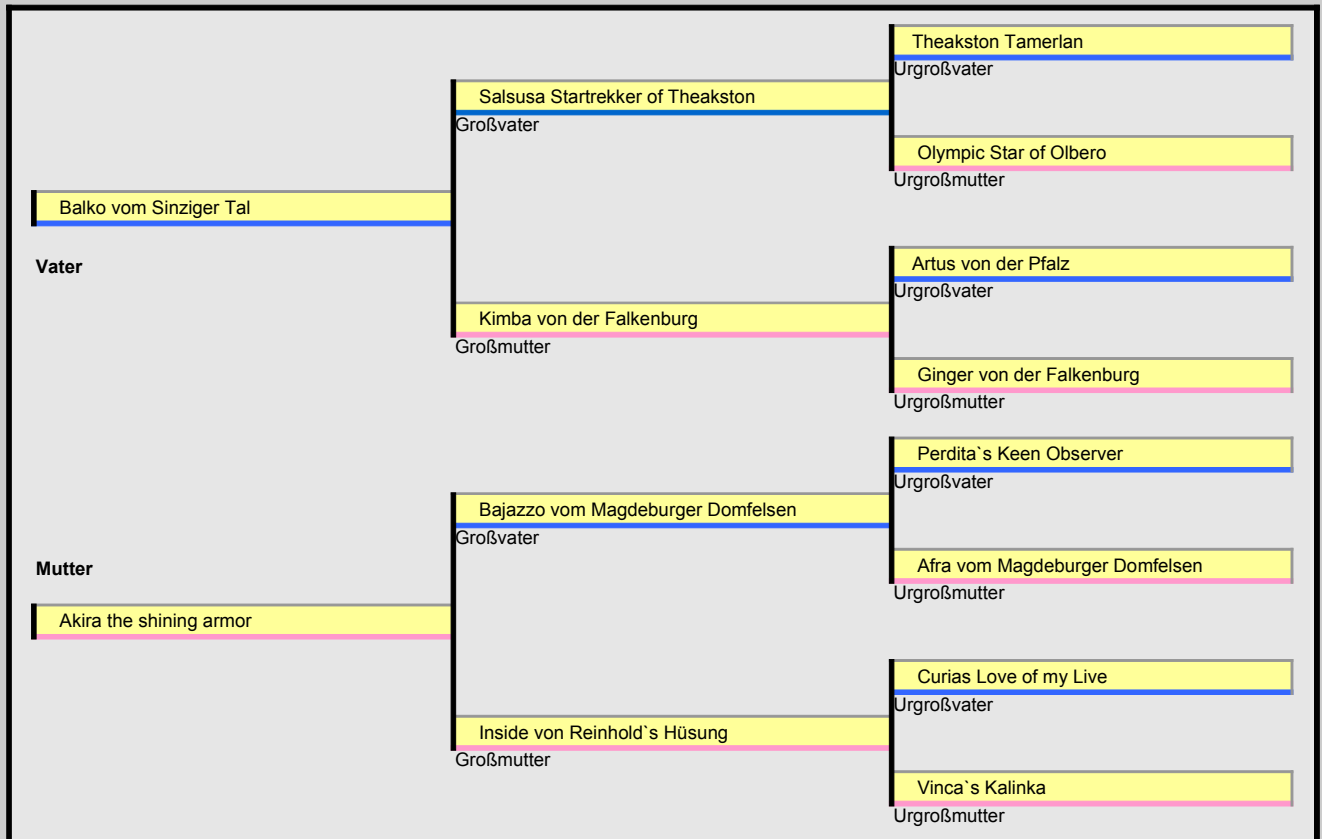 Theakston Tamerlan
Urgroßvater
Salsusa Startrekker of Theakston
Großvater
Olympic Star of Olbero
Urgroßmutter
Balko vom Sinziger Tal
Vater
Artus von der Pfalz
Urgroßvater
Kimba von der Falkenburg
Großmutter
Ginger von der Falkenburg
Urgroßmutter
Perdita`s Keen Observer
Urgroßvater
Bajazzo vom Magdeburger Domfelsen
Großvater
Mutter
Afra vom Magdeburger Domfelsen
Urgroßmutter
Akira the shining armor
Curias Love of my Live
Urgroßvater
Inside von Reinhold`s Hüsung
Großmutter
Vinca`s Kalinka
Urgroßmutter